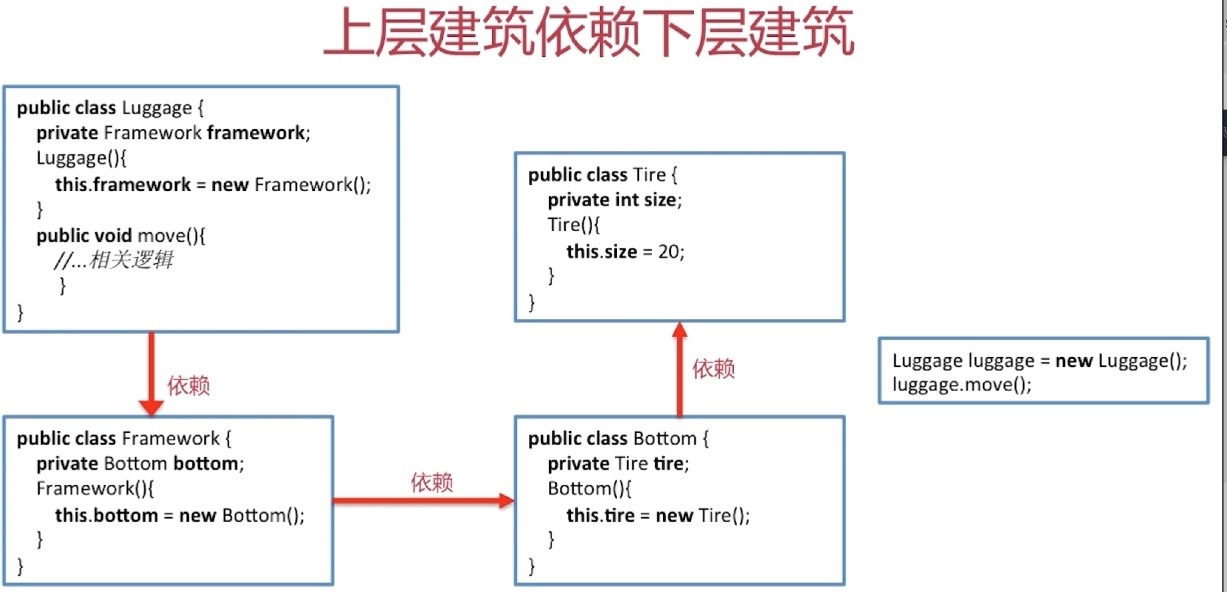 上层建筑依赖下层建筑
public class Luggage {
private Framework framework;
Luggage(){
this.framework = new Framework();
}
public void move(){
//...相关逻辑
}
}
依赖
public class Framework {
private Bottom bottom;
Framework(){
this.bottom = new Bottom();
}
}
依赖
public class Bottom {
private Tire tire;
Bottom(){
this.tire = new Tire();
}
}
依赖
public class Tire {
private int size;
Tire(){
this.size = 20;
}
}
Luggage luggage = new Luggage();
luggage.move();